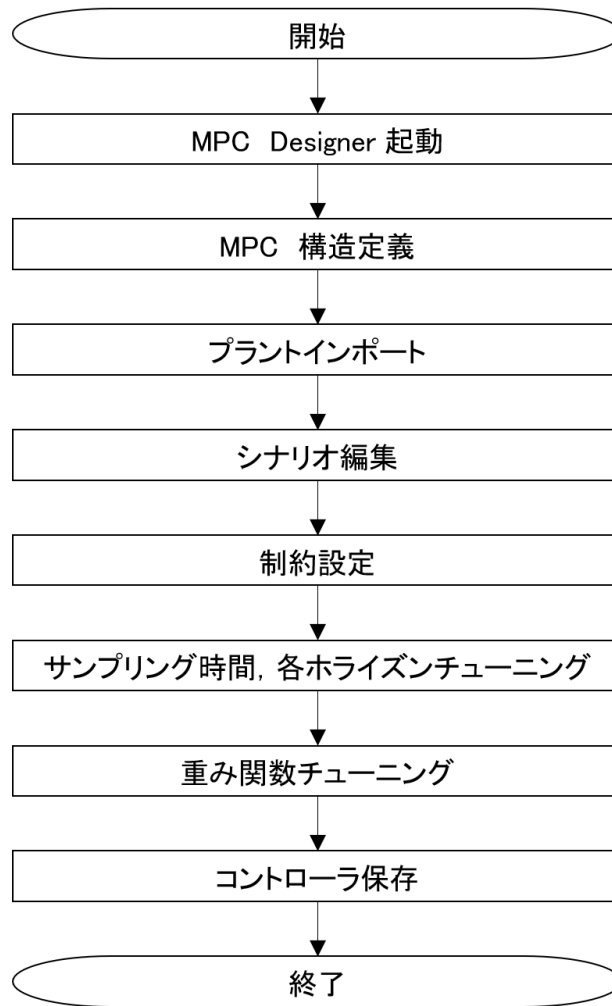 開始
MPC Designer 起動
MPC 構造定義
プラントインポート
シナリオ編集
制約設定
サンプリング時間, 各ホライズンチューニング
重み関数チューニング
コントローラ保存
終了